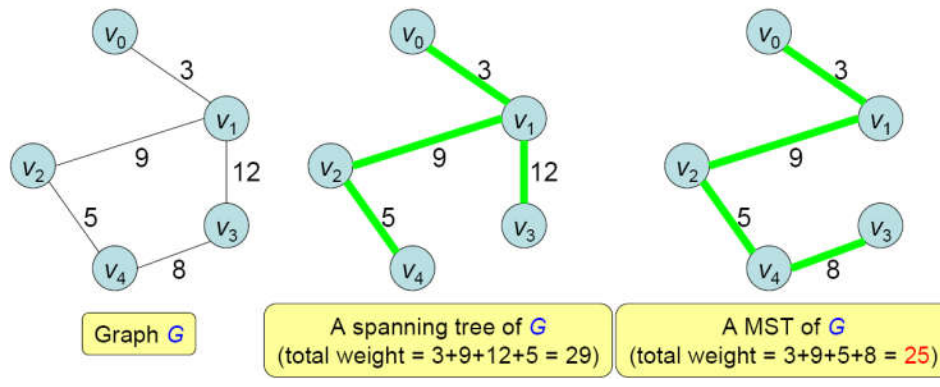 v0
3
v1
9
v2
12
5
v3
v4
8
Graph G
v0
3
v1
9
v2
12
5
v3
v4
A spanning tree of G
(total weight = 3+9+12+5 = 29)
v0
3
v1
9
v2
5
v3
v4
8
A MST of G
(total weight = 3+9+5+8 = 25)